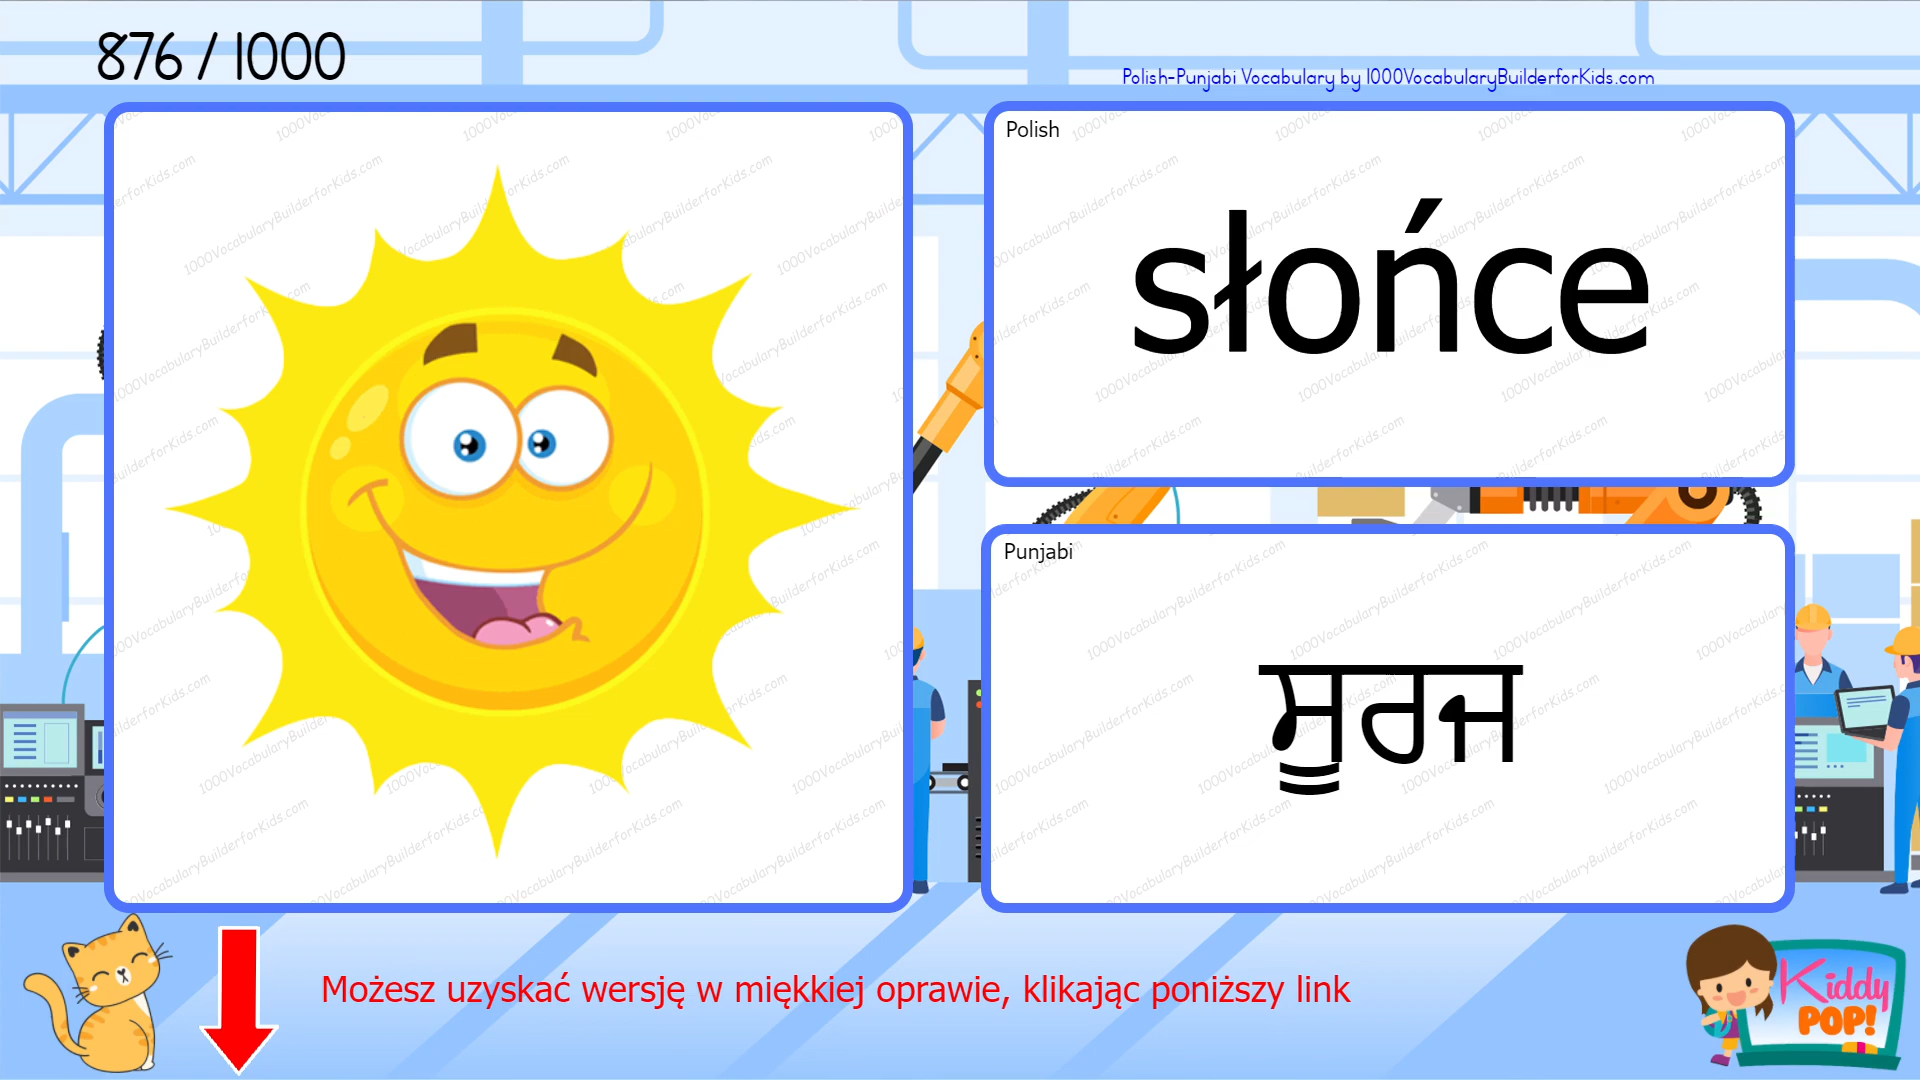 876 / 1000
Polish-Punjabi Vocabulary by 1000VocabularyBuilderforKids.com
Polish
słońce
Punjabi
ਸੂਰਜ
Możesz uzyskać wersję w miękkiej oprawie, klikając poniższy link
Kiddy
POP!